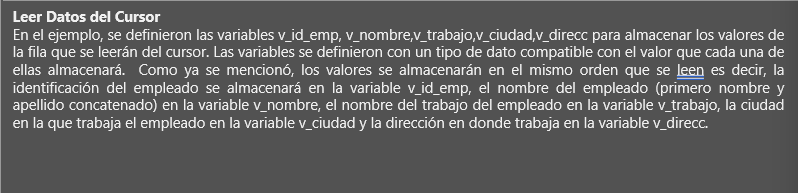 Leer Datos del Cursor
En el ejemplo, se definieron las variables v_id_emp, v_nombre,v_trabajo,v_ciudad,v_direcc para almacenar los valores de
la fila que se leerán del cursor. Las variables se definieron con un tipo de dato compatible con el valor que cada una de
ellas almacenará.  Como ya se mencionó, los valores se almacenarán en el mismo orden que se leen es decir, la
identificación del empleado se almacenará en la variable v_id_emp, el nombre del empleado (primero nombre y
apellido concatenado) en la variable v_nombre, el nombre del trabajo del empleado en la variable v_trabajo, la ciudad
en la que trabaja el empleado en la variable v_ciudad y la dirección en donde trabaja en la variable v_direcc.